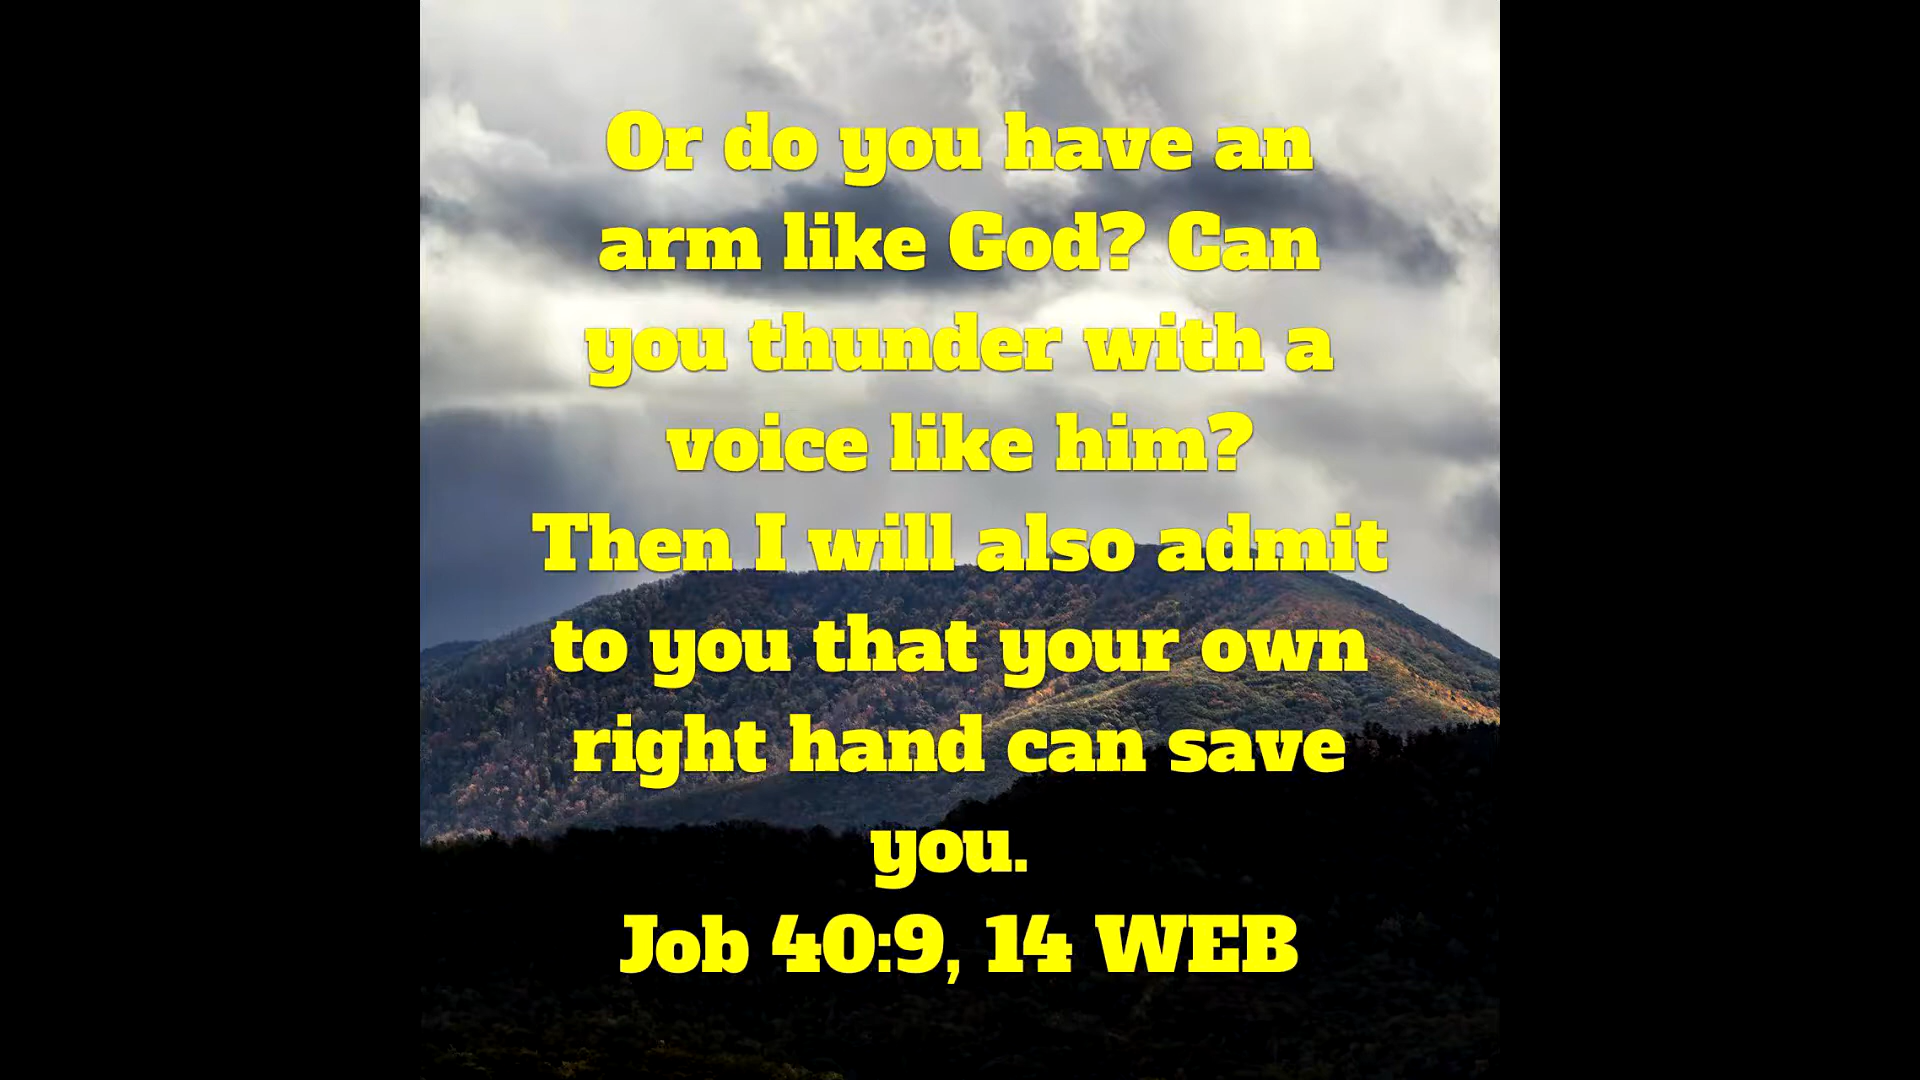 Or do you have an
arm like God? Can
you thunder with a
voice like him?
Then I will also admit
to you that your own
right hand can save
you.
Job 40:9, 14 WEB